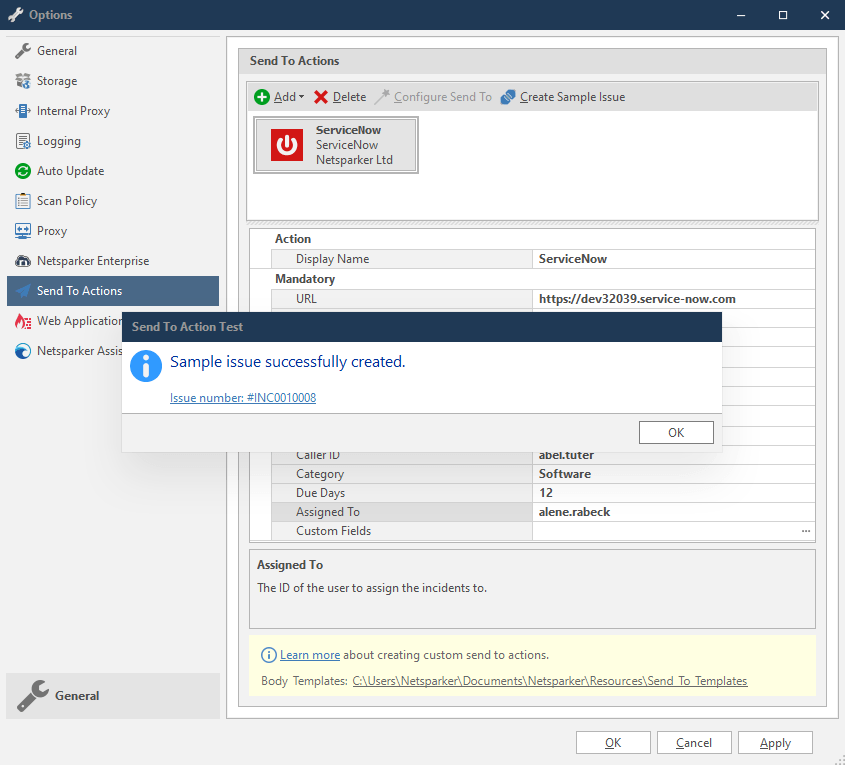 Options
General
Storage
Internal Proxy
Logging
Auto Update
Scan Policy
Proxy
Netsparker Enterprise
Send To Actions
Web Application
Netsparker Assis
General
Send To Actions
Add
Delete
Configure Send To
Create Sample Issue
ServiceNow
ServiceNow
Netsparker Ltd
Action
Display Name ServiceNow
Mandatory
URL https://dev32039.service-now.com
Send To Action Test
Sample issue successfully created.
Issue number: #INC0010008
OK
Caller ID abel.tuter
Category Software
Due Days 12
Assigned To alene.rabeck
Custom Fields ...
Assigned To
The ID of the user to assign the incidents to.
Learn more about creating custom send to actions.
Body Templates: C:\Users\Netsparker\Documents\Netsparker\Resources\Send_To_Templates
OK Cancel Apply